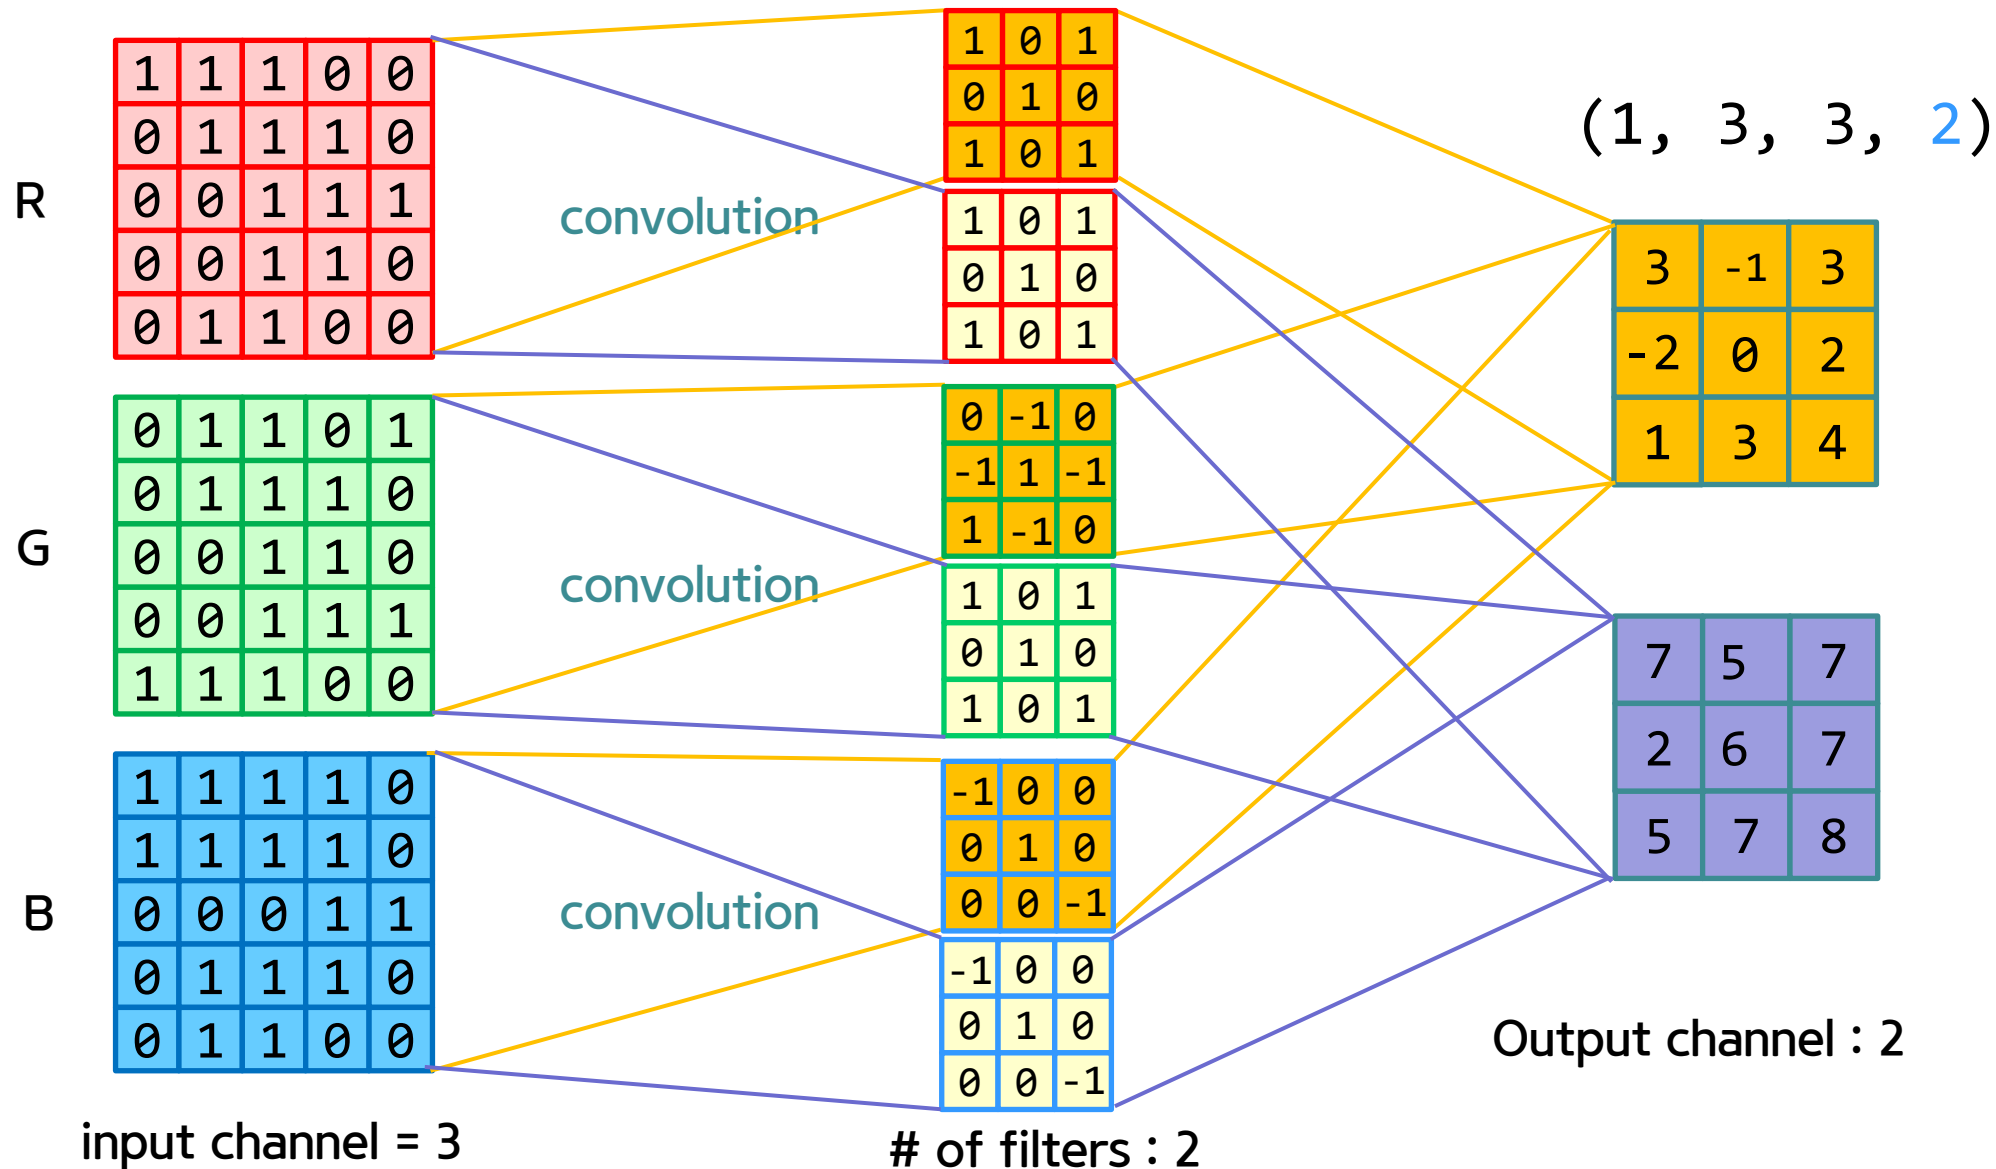 R
1 1 1 0 0
0 1 1 1 0
0 0 1 1 1
0 0 1 1 0
0 1 1 0 0
G
0 1 1 0 1
0 1 1 1 0
0 0 1 1 0
0 0 1 1 1
1 1 1 0 0
B
1 1 1 1 0
1 1 1 1 0
0 0 0 1 1
0 1 1 1 0
0 1 1 0 0
input channel = 3
convolution
convolution
convolution
1 0 1
0 1 0
1 0 1
1 0 1
0 1 0
1 0 1
0 -1 0
-1 1 -1
1 -1 0
1 0 1
0 1 0
1 0 1
-1 0 0
0 1 0
0 0 -1
-1 0 0
0 1 0
0 0 -1
# of filters : 2
(1, 3, 3, 2)
3 -1 3
-2 0 2
1 3 4
7 5 7
2 6 7
5 7 8
Output channel : 2